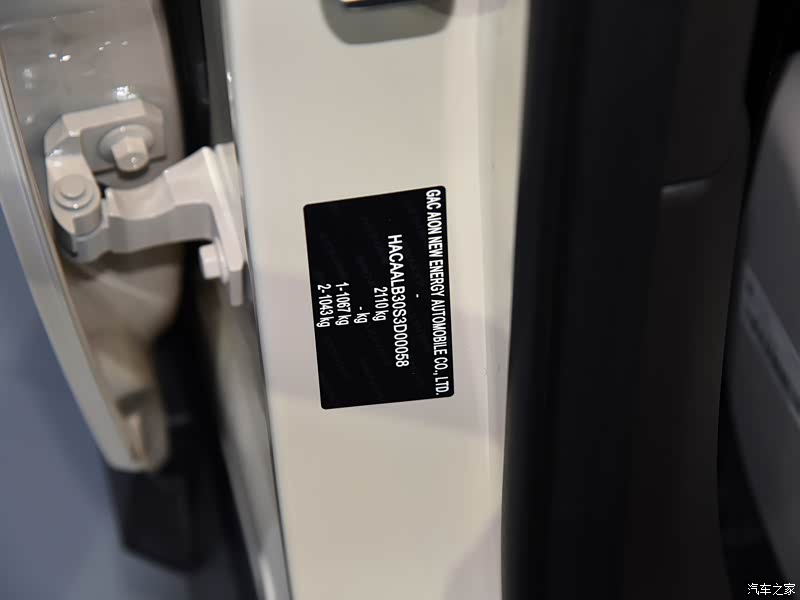 GAC AION NEW ENERGY AUTOMOBILE CO., LTD.
-
HACAALB30S3D00058
2110 kg
- kg
1-1067 kg
2-1043 kg
汽车之家